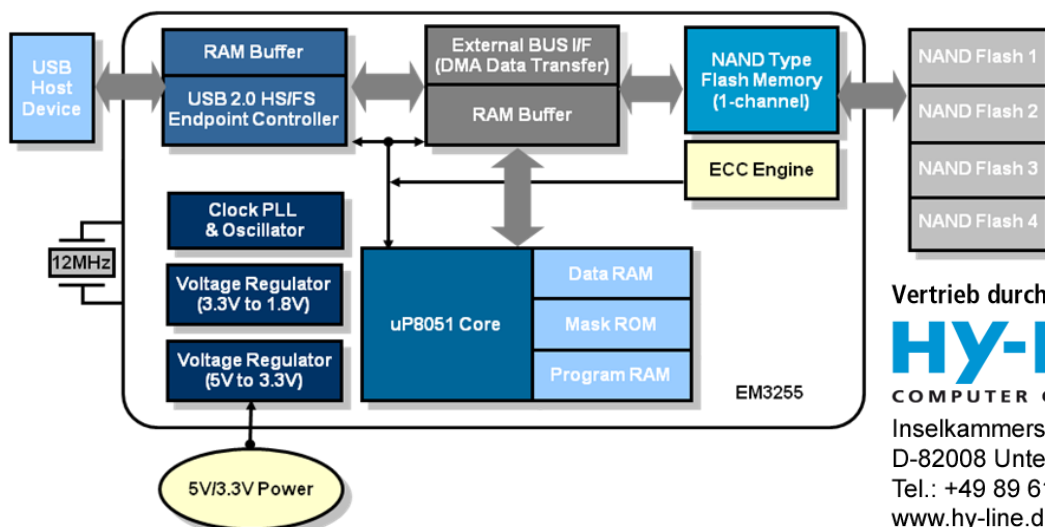 USB
Host
Device
RAM Buffer
USB 2.0 HS/FS
Endpoint Controller
External BUS I/F
(DMA Data Transfer)
RAM Buffer
NAND Type
Flash Memory
(1-channel)
ECC Engine
NAND Flash 1
NAND Flash 2
NAND Flash 3
NAND Flash 4
12MHz
Clock PLL
& Oscillator
Voltage Regulator
(3.3V to 1.8V)
Voltage Regulator
(5V to 3.3V)
uP8051 Core
Data RAM
Mask ROM
Program RAM
EM3255
5V/3.3V Power
Vertrieb durch
COMPUTER
D-82008
Tel.: +49 89